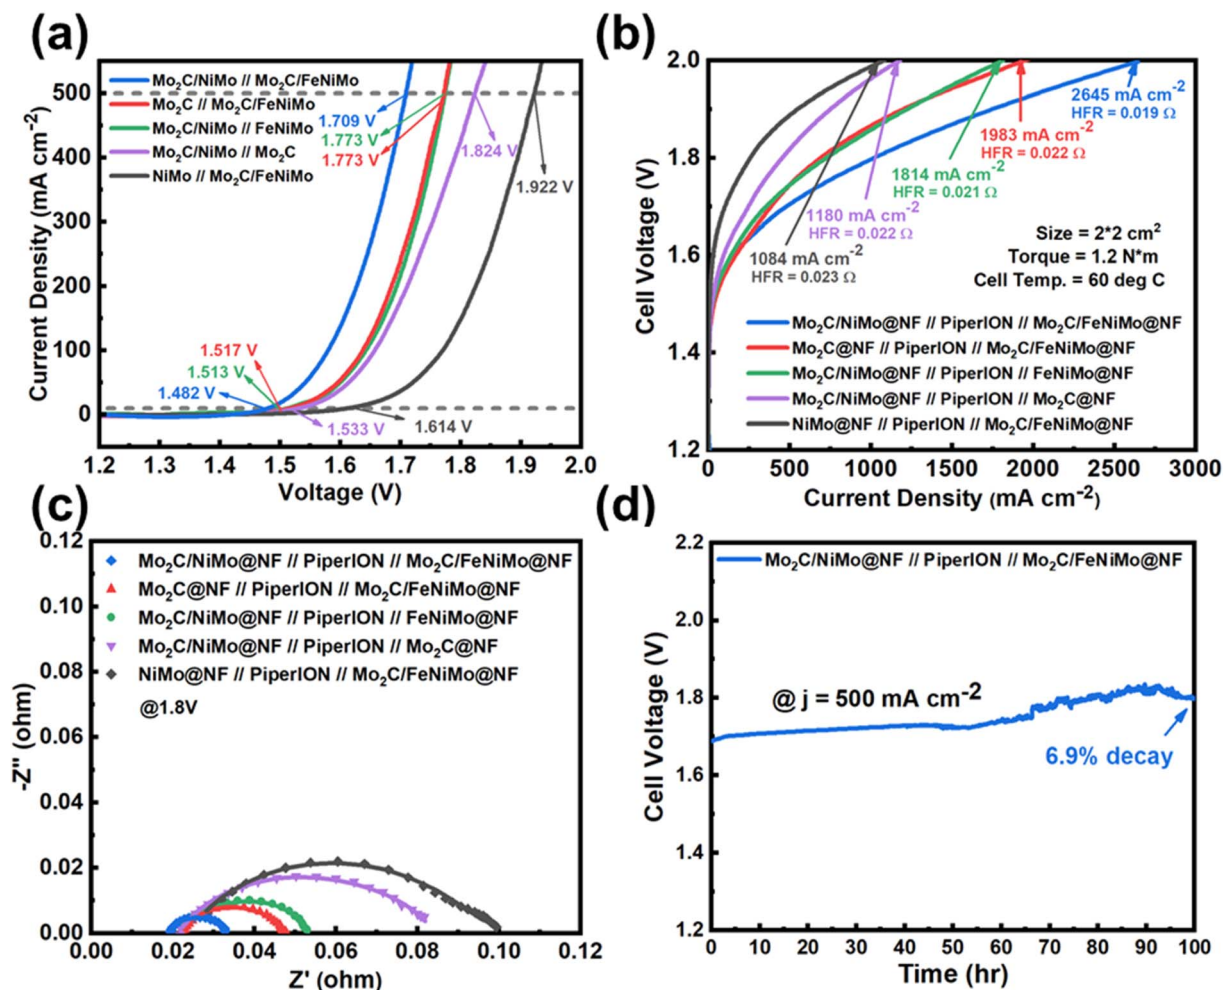 (a)
Mo₂C/NiMo // Mo₂C/FeNiMo
Mo₂C // Mo₂C/FeNiMo
Mo₂C/NiMo // FeNiMo
Mo₂C/NiMo // Mo₂C
NiMo // Mo₂C/FeNiMo
1.709 V
1.773 V
1.773 V
1.824 V
1.922 V
1.517 V
1.513 V
1.482 V
1.533 V
1.614 V
Current Density (mA cm⁻²)
500
400
300
200
100
0
1.2 1.3 1.4 1.5 1.6 1.7 1.8 1.9 2.0
Voltage (V)
(b)
Cell Voltage (V)
2.0
1.8
1.6
1.4
1.2
2645 mA cm⁻²
HFR = 0.019 Ω
1983 mA cm⁻²
HFR = 0.022 Ω
1814 mA cm⁻²
HFR = 0.021 Ω
1180 mA cm⁻²
HFR = 0.022 Ω
1084 mA cm⁻²
HFR = 0.023 Ω
Size = 2*2 cm²
Torque = 1.2 N*m
Cell Temp. = 60 deg C
Mo₂C/NiMo@NF // PiperION // Mo₂C/FeNiMo@NF
Mo₂C@NF // PiperION // Mo₂C/FeNiMo@NF
Mo₂C/NiMo@NF // PiperION // FeNiMo@NF
Mo₂C/NiMo@NF // PiperION // Mo₂C@NF
NiMo@NF // PiperION // Mo₂C/FeNiMo@NF
0 500 1000 1500 2000 2500 3000
Current Density (mA cm⁻²)
(c)
-Z'' (ohm)
0.12
0.10
0.08
0.06
0.04
0.02
0.00
Mo₂C/NiMo@NF // PiperION // Mo₂C/FeNiMo@NF
Mo₂C@NF // PiperION // Mo₂C/FeNiMo@NF
Mo₂C/NiMo@NF // PiperION // FeNiMo@NF
Mo₂C/NiMo@NF // PiperION // Mo₂C@NF
NiMo@NF // PiperION // Mo₂C/FeNiMo@NF
@1.8V
0.00 0.02 0.04 0.06 0.08 0.10 0.12
Z' (ohm)
(d)
Cell Voltage (V)
2.2
2.0
1.8
1.6
1.4
1.2
Mo₂C/NiMo@NF // PiperION // Mo₂C/FeNiMo@NF
@ j = 500 mA cm⁻²
6.9% decay
0 10 20 30 40 50 60 70 80 90 100
Time (hr)